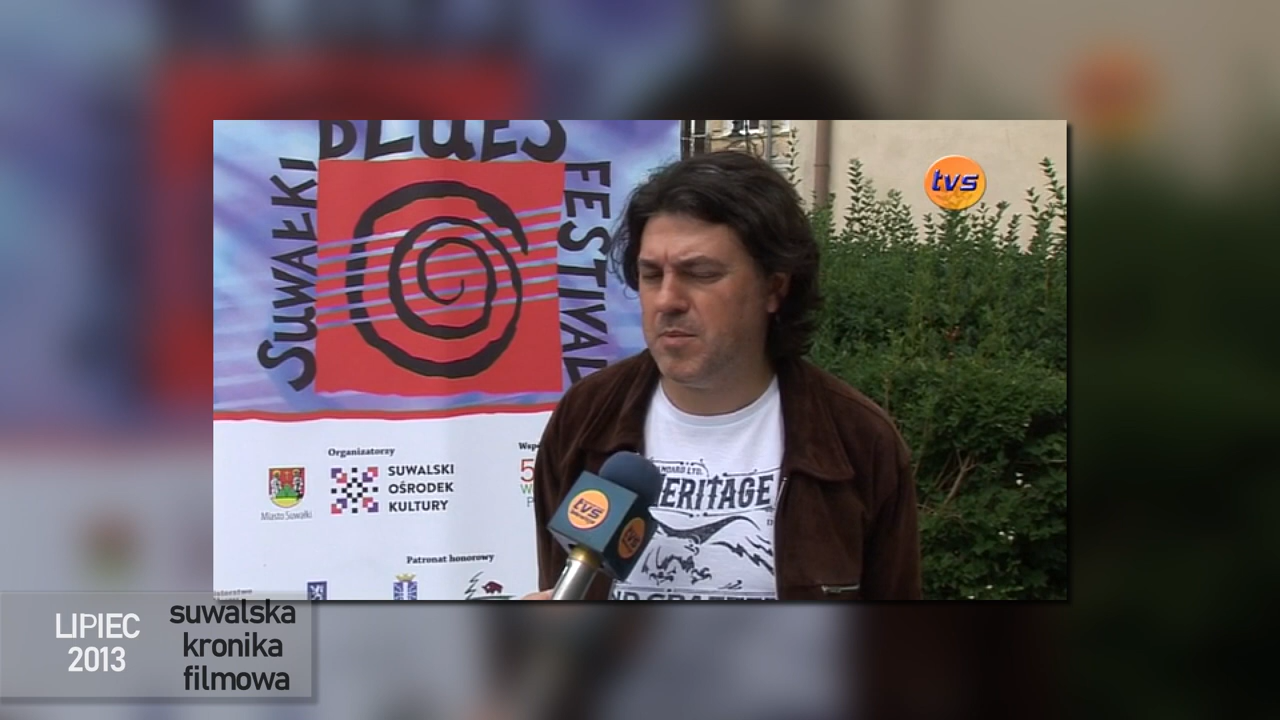 BLUES
SUWAŁKI
FESTIVAL
tvs
Organizatorzy
Miasto Suwałki
SUWALSKI
OŚRODEK
KULTURY
Patronat honorowy
HERITAGE
tvs
tvs
LIPIEC
2013
suwalska
kronika
filmowa